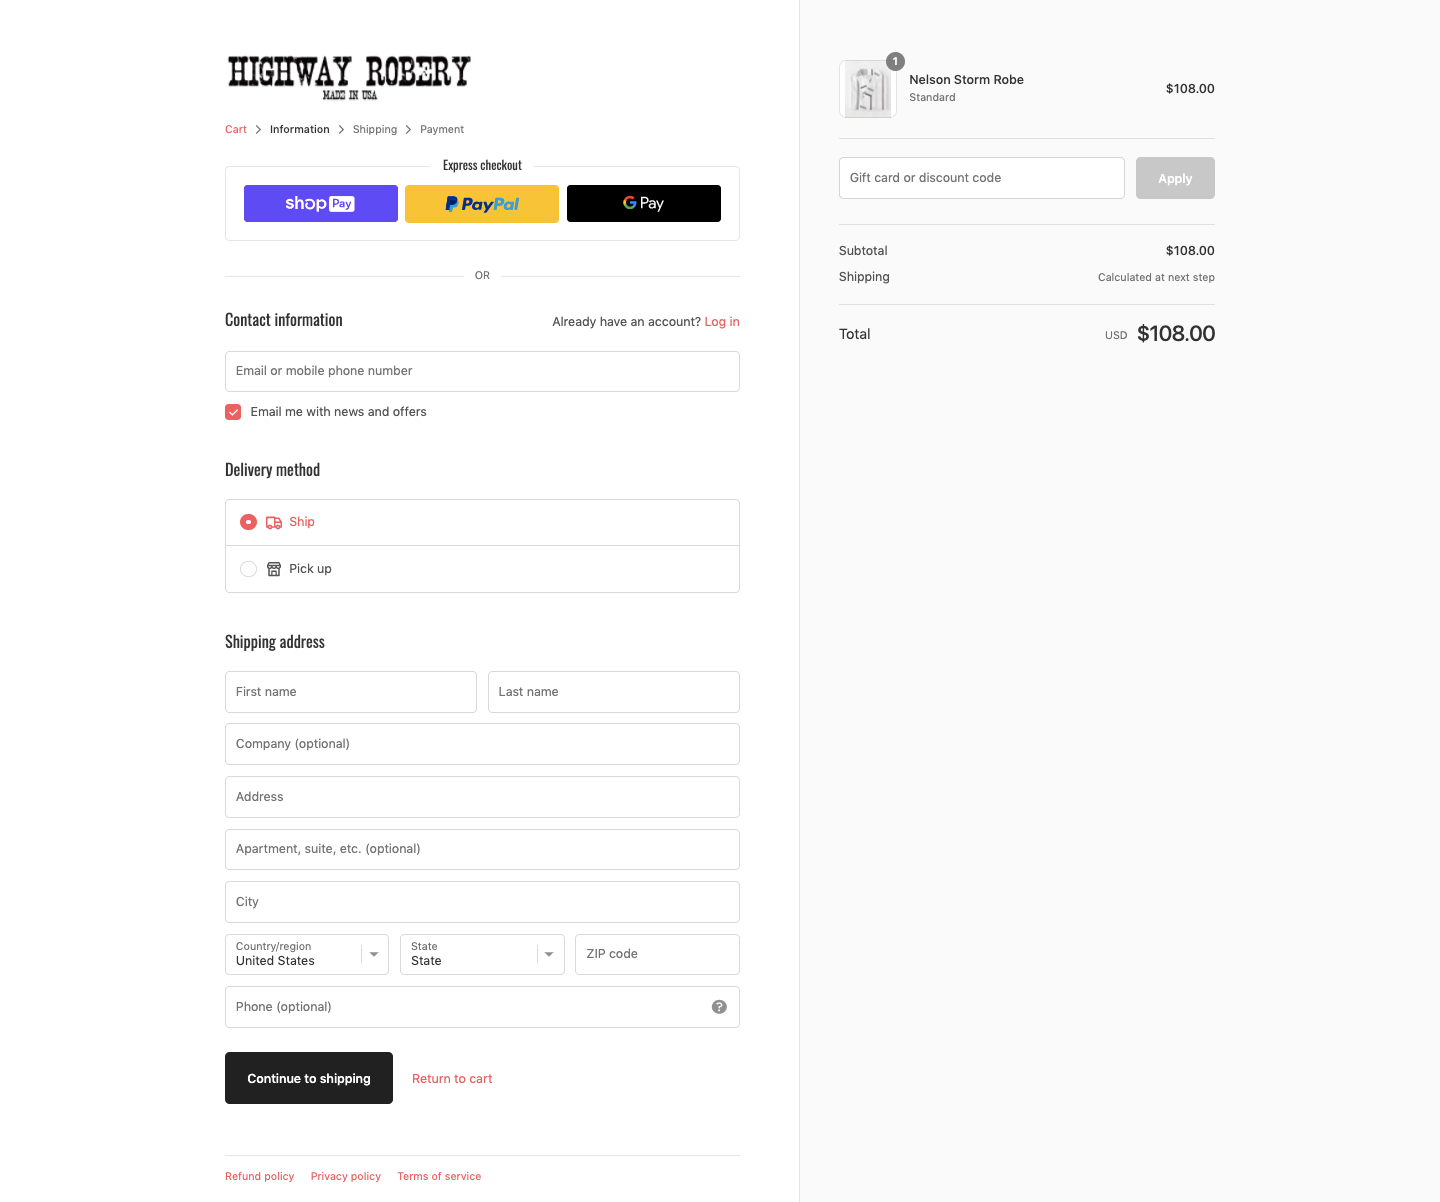 HIGHWAY ROBERY
MADE IN USA
Cart > Information > Shipping > Payment
Express checkout
shop Pay
PayPal
G Pay
OR
Contact information
Already have an account? Log in
Email or mobile phone number
Email me with news and offers
Delivery method
Ship
Pick up
Shipping address
First name
Last name
Company (optional)
Address
Apartment, suite, etc. (optional)
City
Country/region
United States
State
State
ZIP code
Phone (optional)
?
Continue to shipping
Return to cart
Refund policy
Privacy policy
Terms of service
1
Nelson Storm Robe
Standard
$108.00
Gift card or discount code
Apply
Subtotal
$108.00
Shipping
Calculated at next step
Total
USD $108.00